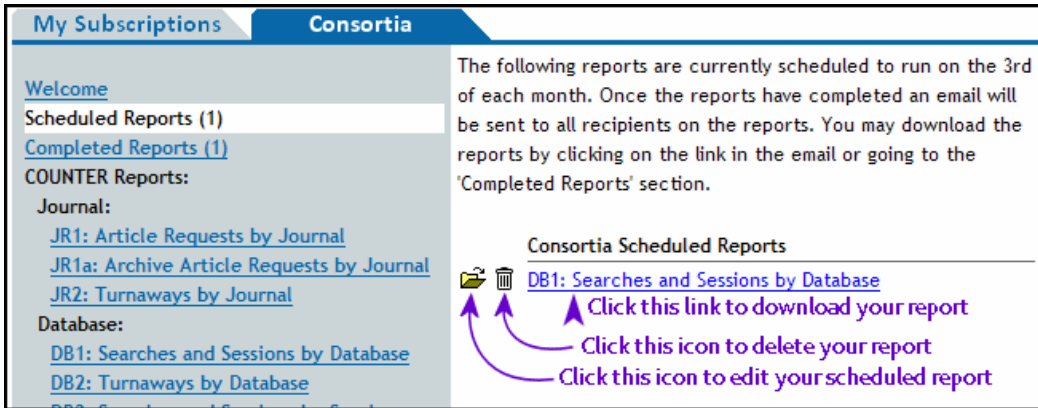 My Subscriptions
Consortia
Welcome
Scheduled Reports (1)
Completed Reports (1)
COUNTER Reports:
Journal:
JR1: Article Requests by Journal
JR1a: Archive Article Requests by Journal
JR2: Turnaways by Journal
Database:
DB1: Searches and Sessions by Database
DB2: Turnaways by Database
The following reports are currently scheduled to run on the 3rd
of each month. Once the reports have completed an email will
be sent to all recipients on the reports. You may download the
reports by clicking on the link in the email or going to the
'Completed Reports' section.
Consortia Scheduled Reports
DB1: Searches and Sessions by Database
Click this link to download your report
Click this icon to delete your report
Click this icon to edit your scheduled report